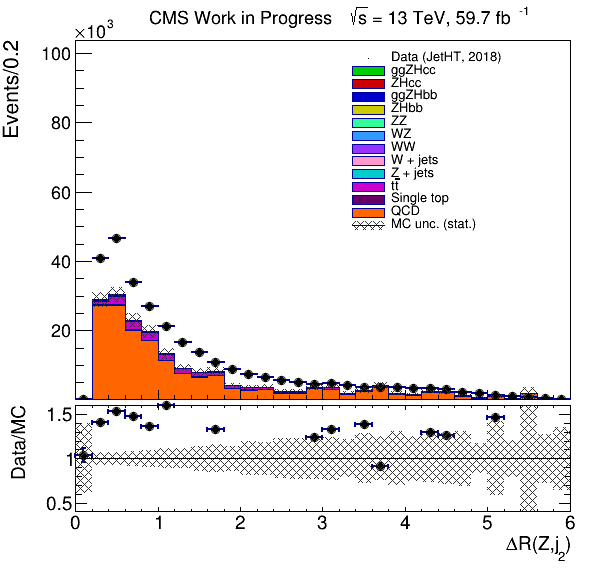 CMS Work in Progress √s = 13 TeV, 59.7 fb⁻¹
×10³
Events/0.2
100
80
60
40
20
Data (JetHT, 2018)
ggZHcc
ZHcc
ggZHbb
ZHbb
ZZ
WZ
WW
W + jets
Z + jets
tt̅
Single top
QCD
MC unc. (stat.)
Data/MC
1.5
1
0.5
0 1 2 3 4 5 6
ΔR(Z,j₂)